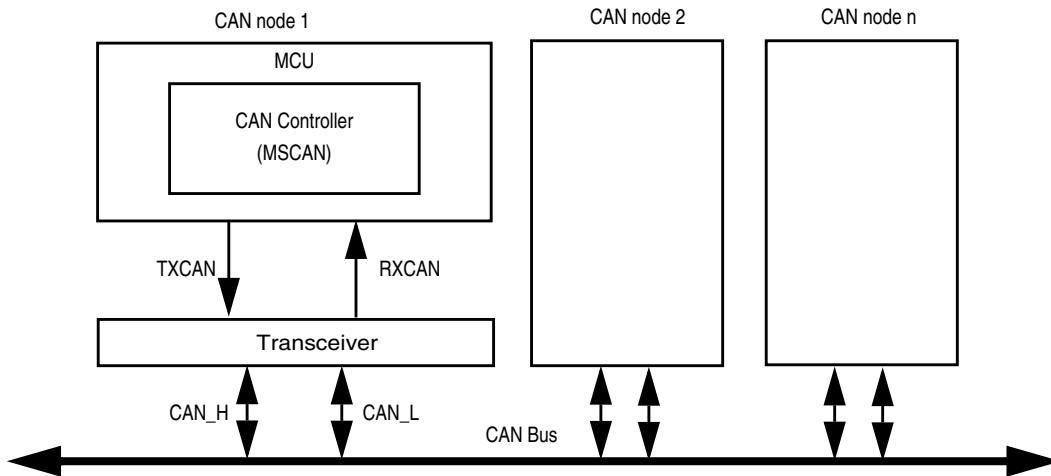 CAN node 1
CAN node 2
CAN node n
MCU
CAN Controller
(MSCAN)
TXCAN
RXCAN
Transceiver
CAN_H
CAN_L
CAN Bus